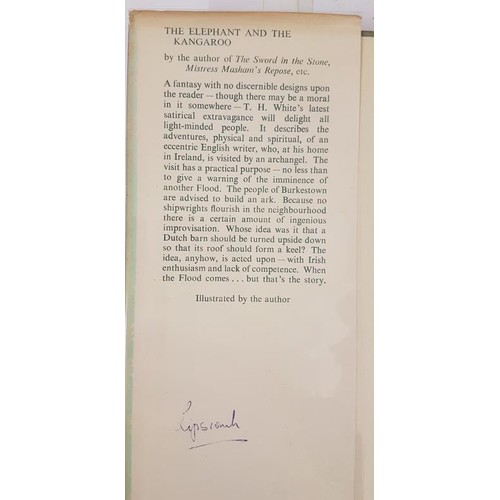 THE ELEPHANT AND THE
KANGAROO
by the author of The Sword in the Stone,
Mistress Masham's Repose, etc.
A fantasy with no discernible designs upon
the reader — though there may be a moral
in it somewhere — T. H. White's latest
satirical extravagance will delight all
light-minded people. It describes the
adventures, physical and spiritual, of an
eccentric English writer, who, at his home
in Ireland, is visited by an archangel. The
visit has a practical purpose — no less than
to give a warning of the imminence of
another Flood. The people of Burkestown
are advised to build an ark. Because no
shipwrights flourish in the neighbourhood
there is a certain amount of ingenious
improvisation. Whose idea was it that a
Dutch barn should be turned upside down
so that its roof should form a keel? The
idea, anyhow, is acted upon — with Irish
enthusiasm and lack of competence. When
the Flood comes . . . but that's the story.
Illustrated by the author